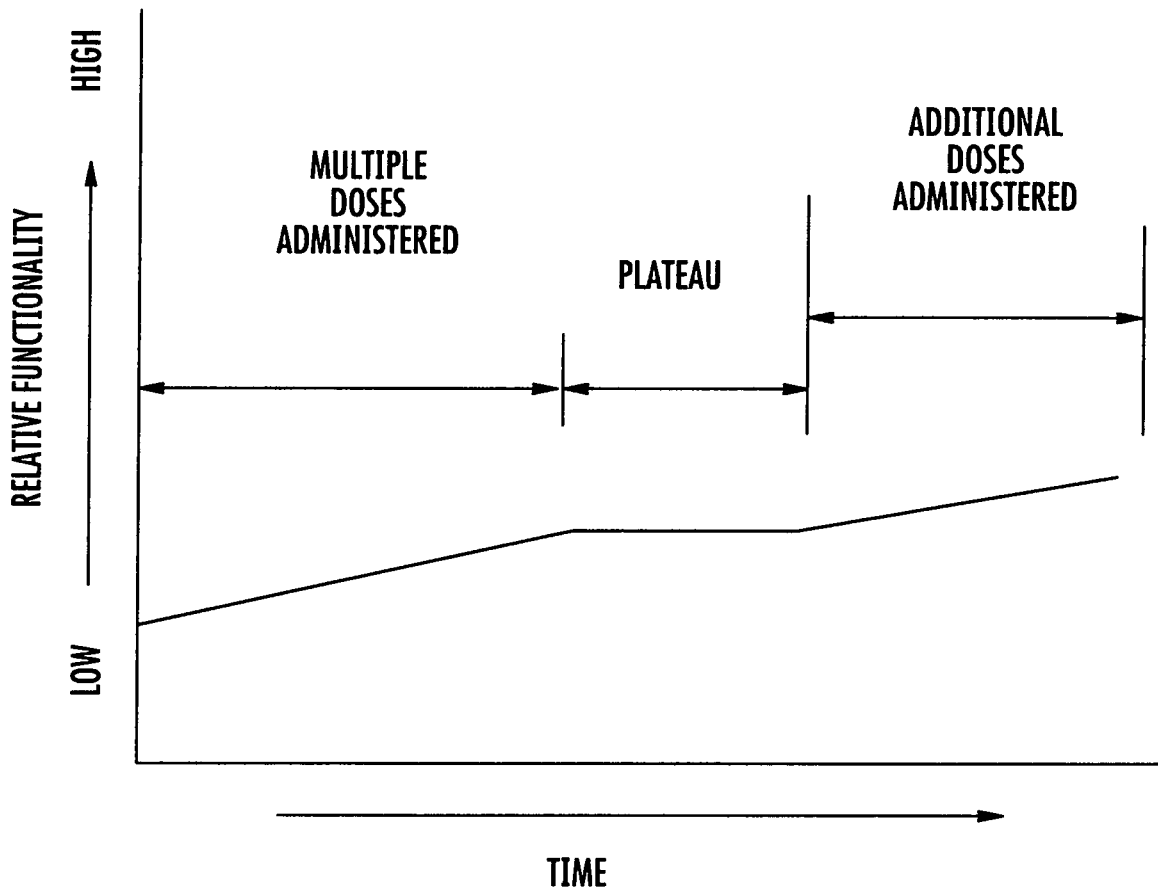 HIGH
RELATIVE FUNCTIONALITY
LOW
MULTIPLE
DOSES
ADMINISTERED
PLATEAU
ADDITIONAL
DOSES
ADMINISTERED
TIME